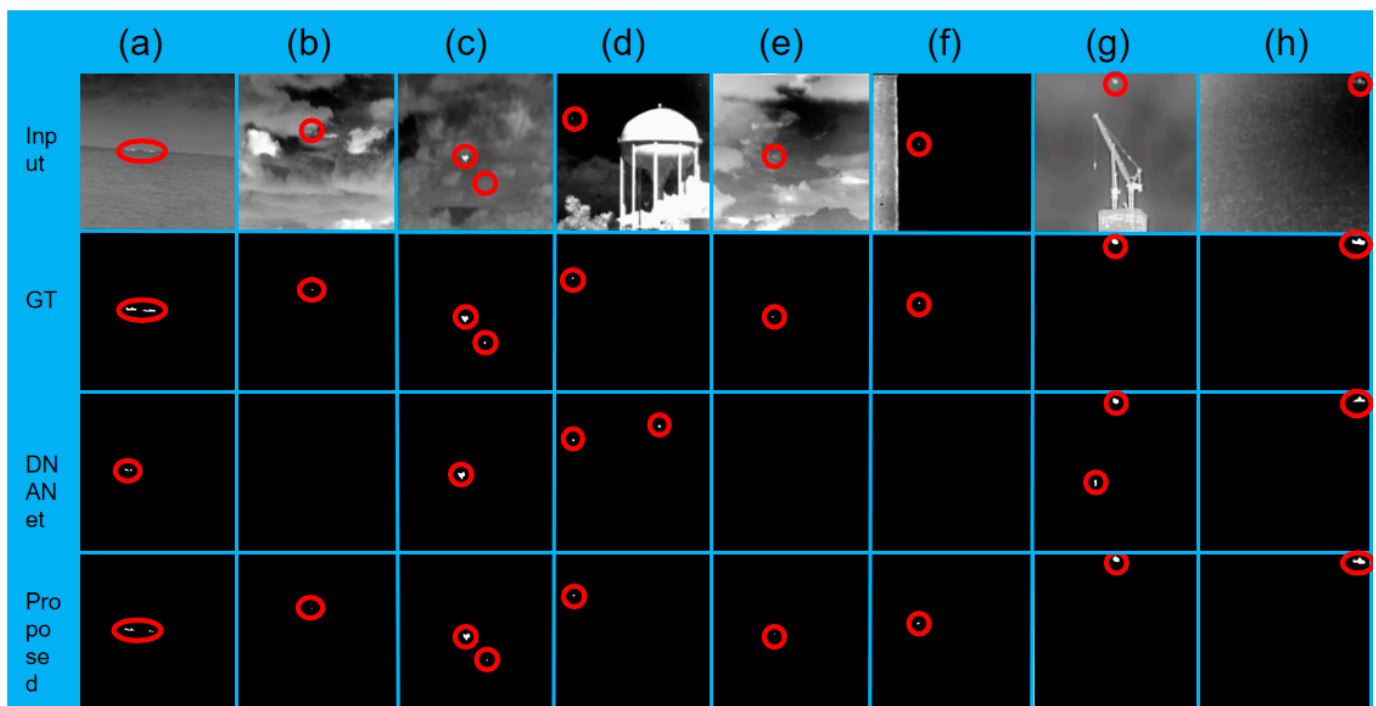 (a) (b) (c) (d) (e) (f) (g) (h)
Inp
ut
GT
DN
AN
et
Pro
po
se
d